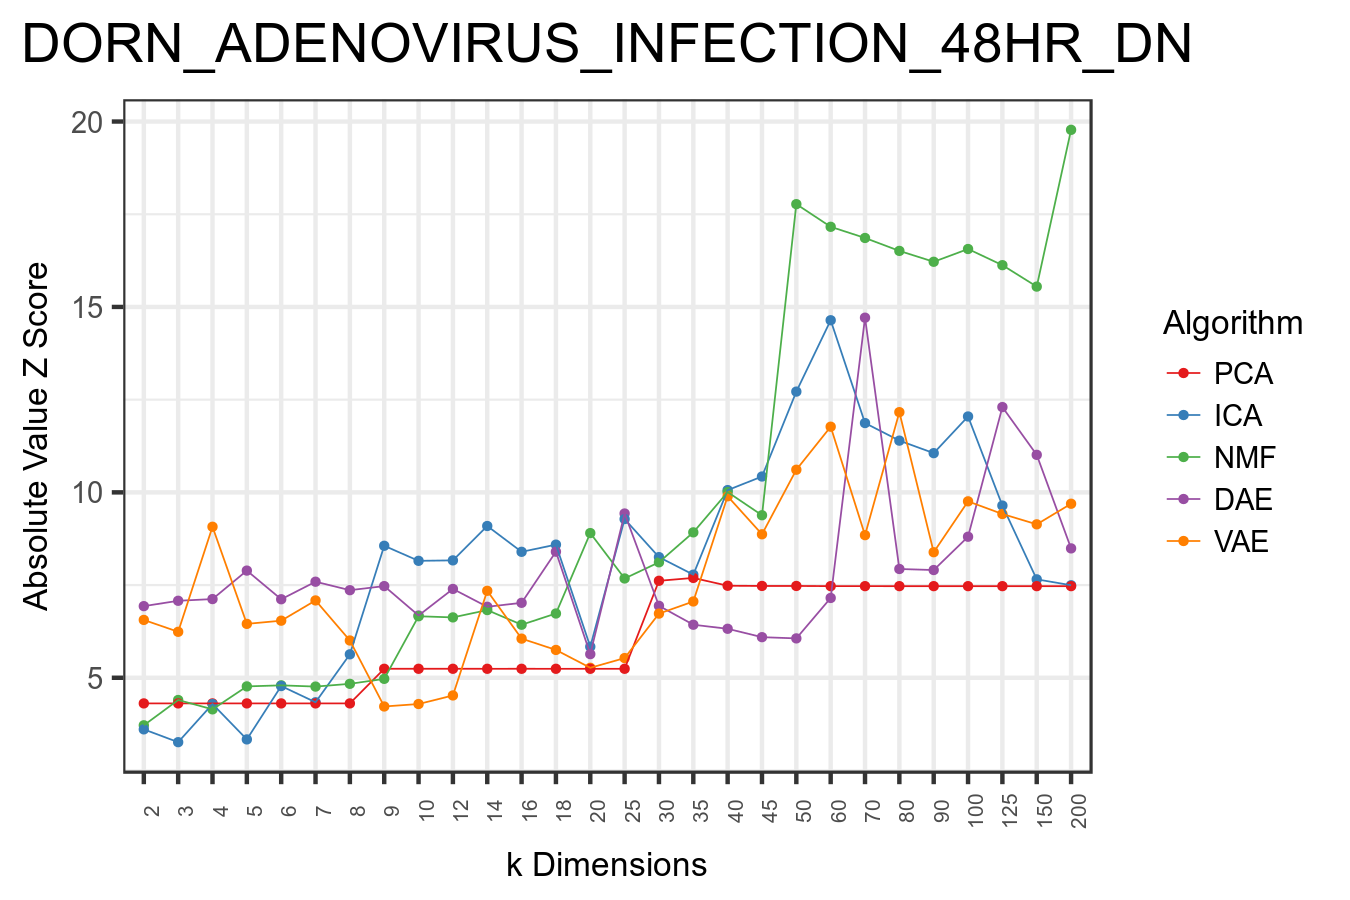 DORN_ADENOVIRUS_INFECTION_48HR_DN
Absolute Value Z Score
20
15
10
5
2 3 4 5 6 7 8 9 10 12 14 16 18 20 25 30 35 40 45 50 60 70 80 90 100 125 150 200
k Dimensions
Algorithm
PCA
ICA
NMF
DAE
VAE